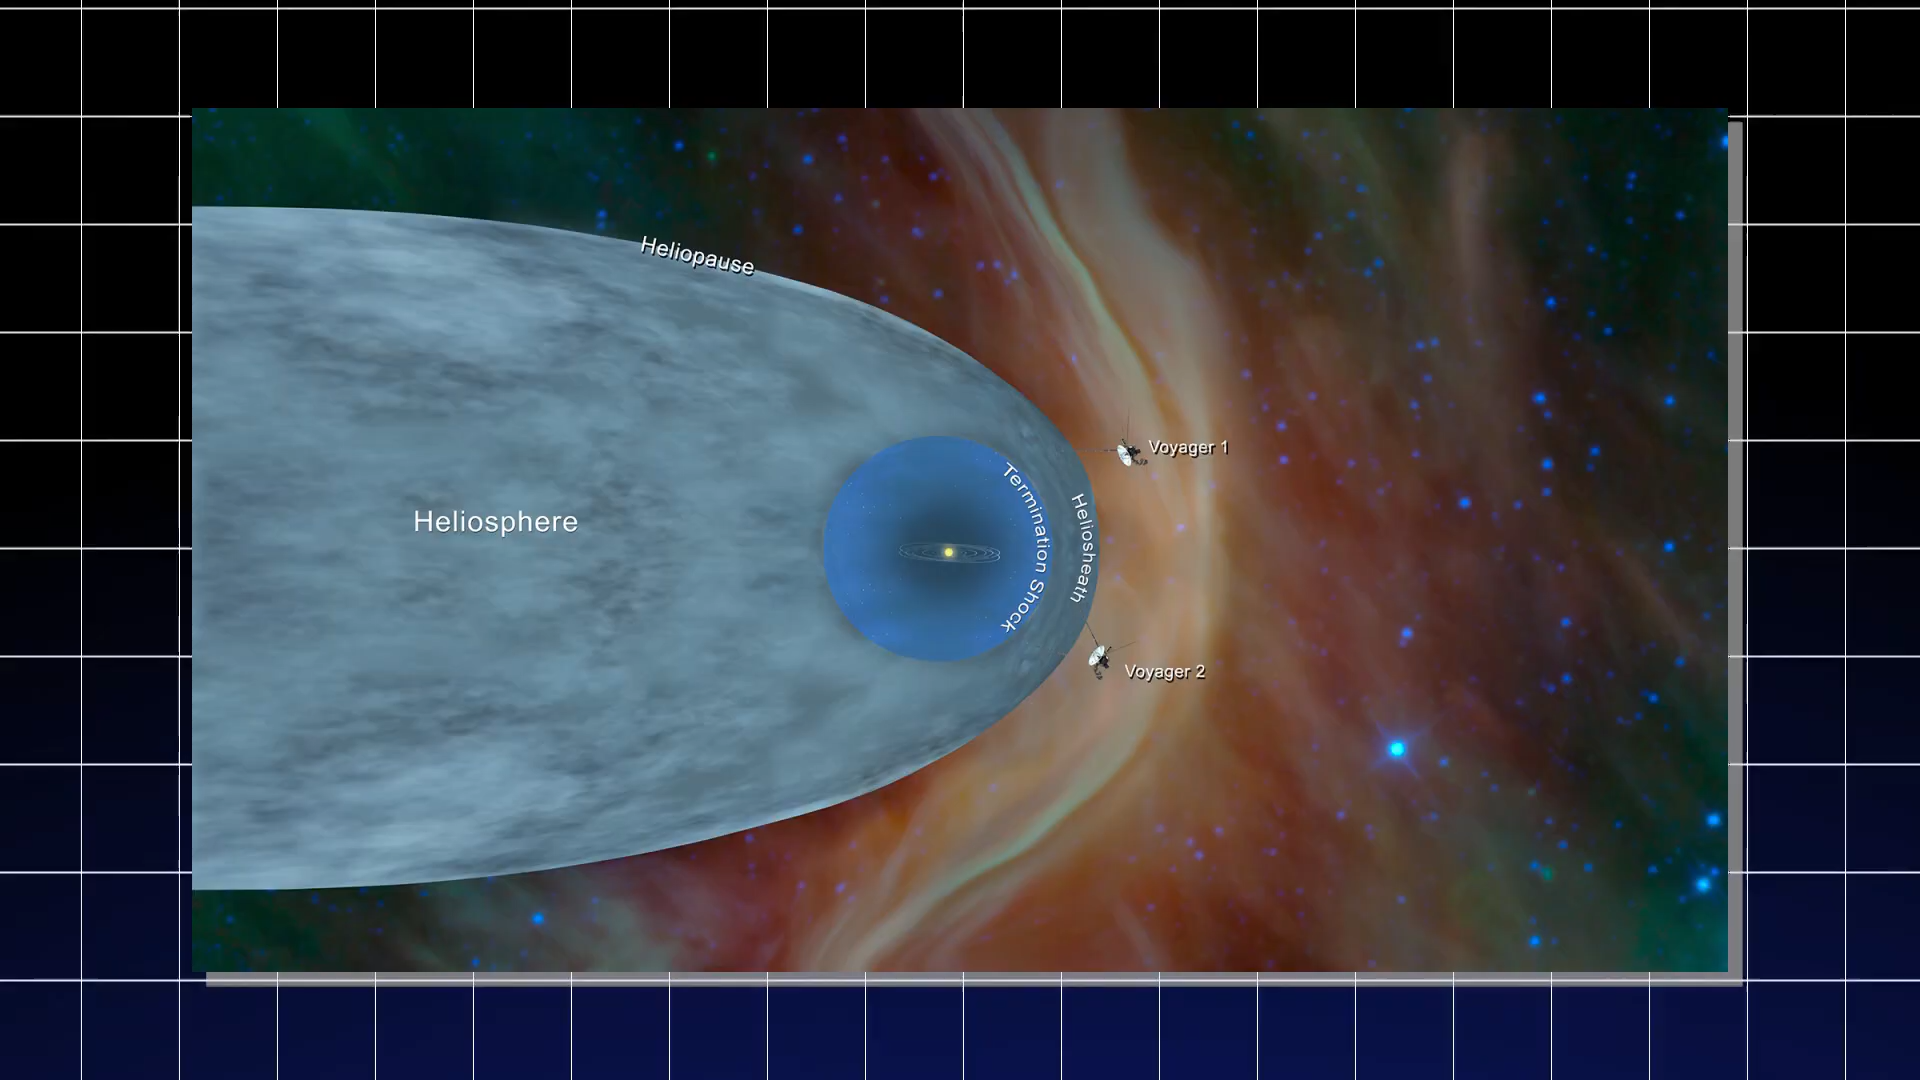 Heliopause
Voyager 1
Termination Shock
Heliosheath
Heliosphere
Voyager 2